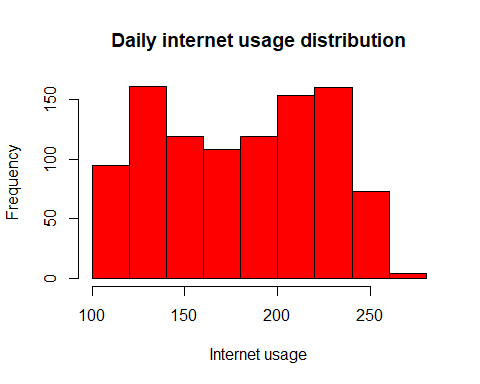 Daily internet usage distribution
Frequency
150
100
50
0
100 150 200 250
Internet usage